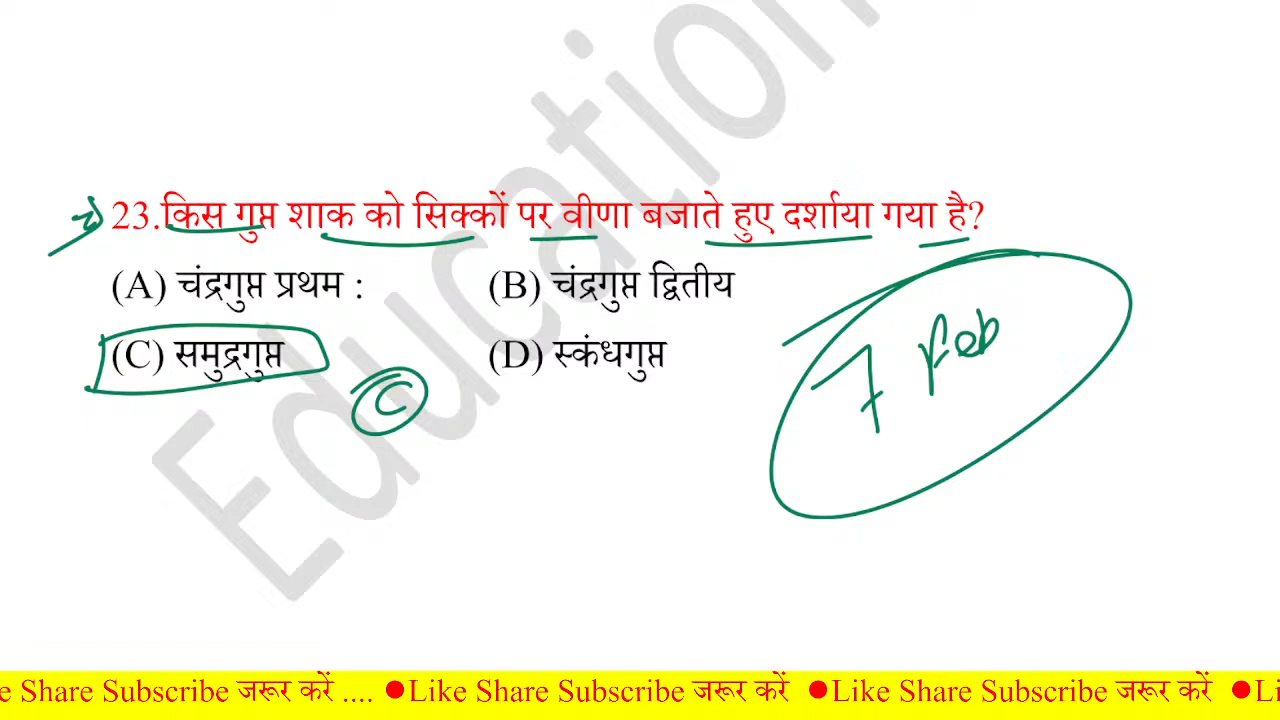 23.किस गुप्त शाक को सिक्कों पर वीणा बजाते हुए दर्शाया गया है?
(A) चंद्रगुप्त प्रथम : (B) चंद्रगुप्त द्वितीय
(C) समुद्रगुप्त (D) स्कंधगुप्त
C
7 Feb
Education
e Share Subscribe जरूर करें .... ●Like Share Subscribe जरूर करें ●Like Share Subscribe जरूर करें ●Li